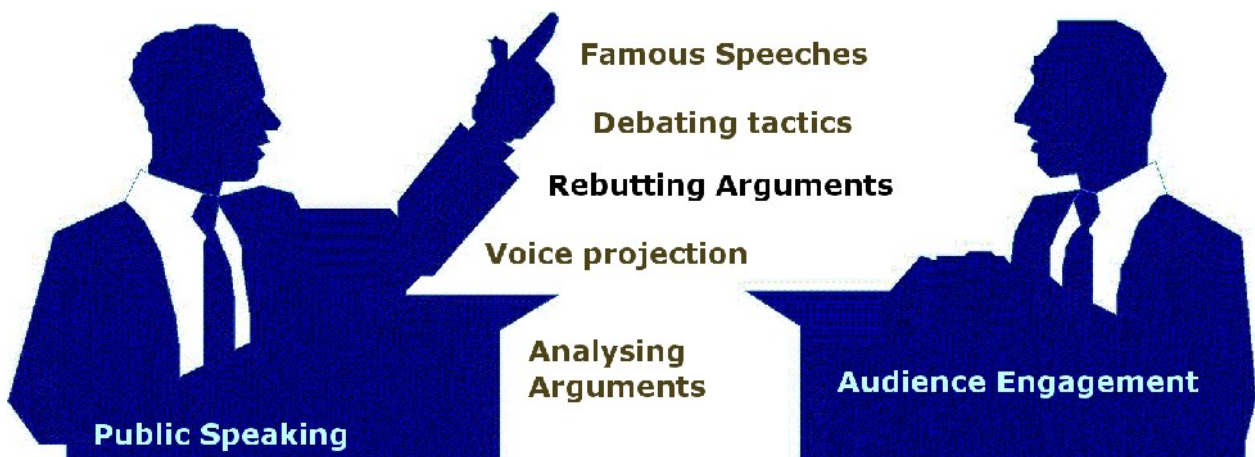 Famous Speeches
Debating tactics
Rebutting Arguments
Voice projection
Analysing
Arguments
Audience Engagement
Public Speaking